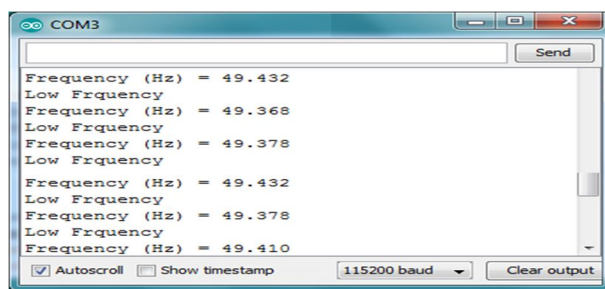 COM3
Send
Frequency (Hz) = 49.432
Low Frquency
Frequency (Hz) = 49.368
Low Frquency
Frequency (Hz) = 49.378
Low Frquency
Frequency (Hz) = 49.432
Low Frquency
Frequency (Hz) = 49.378
Low Frquency
Frequency (Hz) = 49.410
Autoscroll Show timestamp 115200 baud Clear output